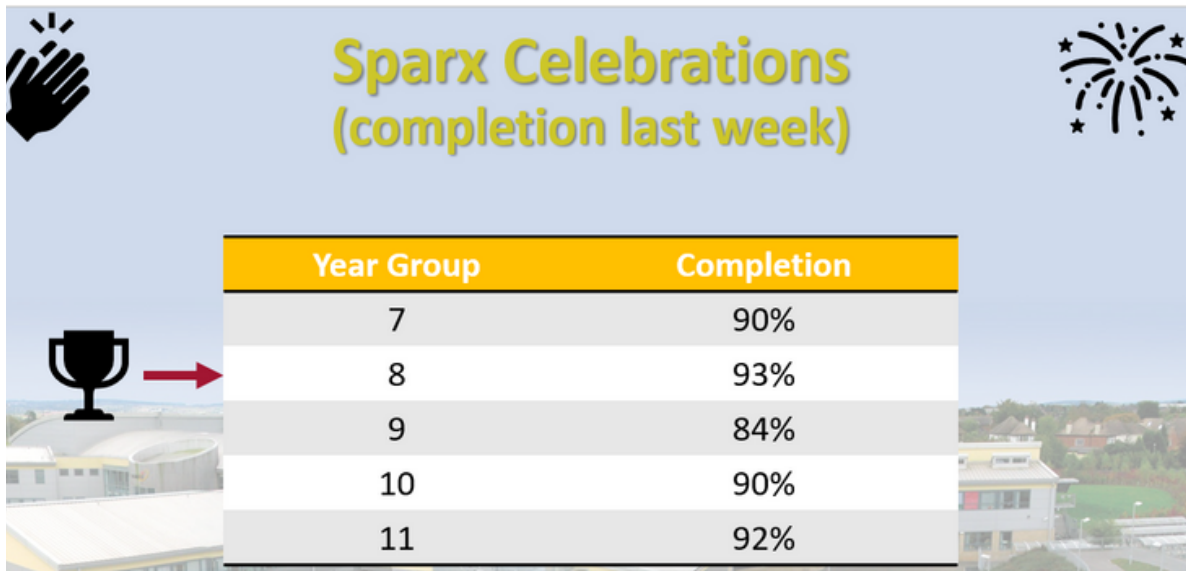 Sparx Celebrations
(completion last week)
Year Group Completion
7 90%
8 93%
9 84%
10 90%
11 92%